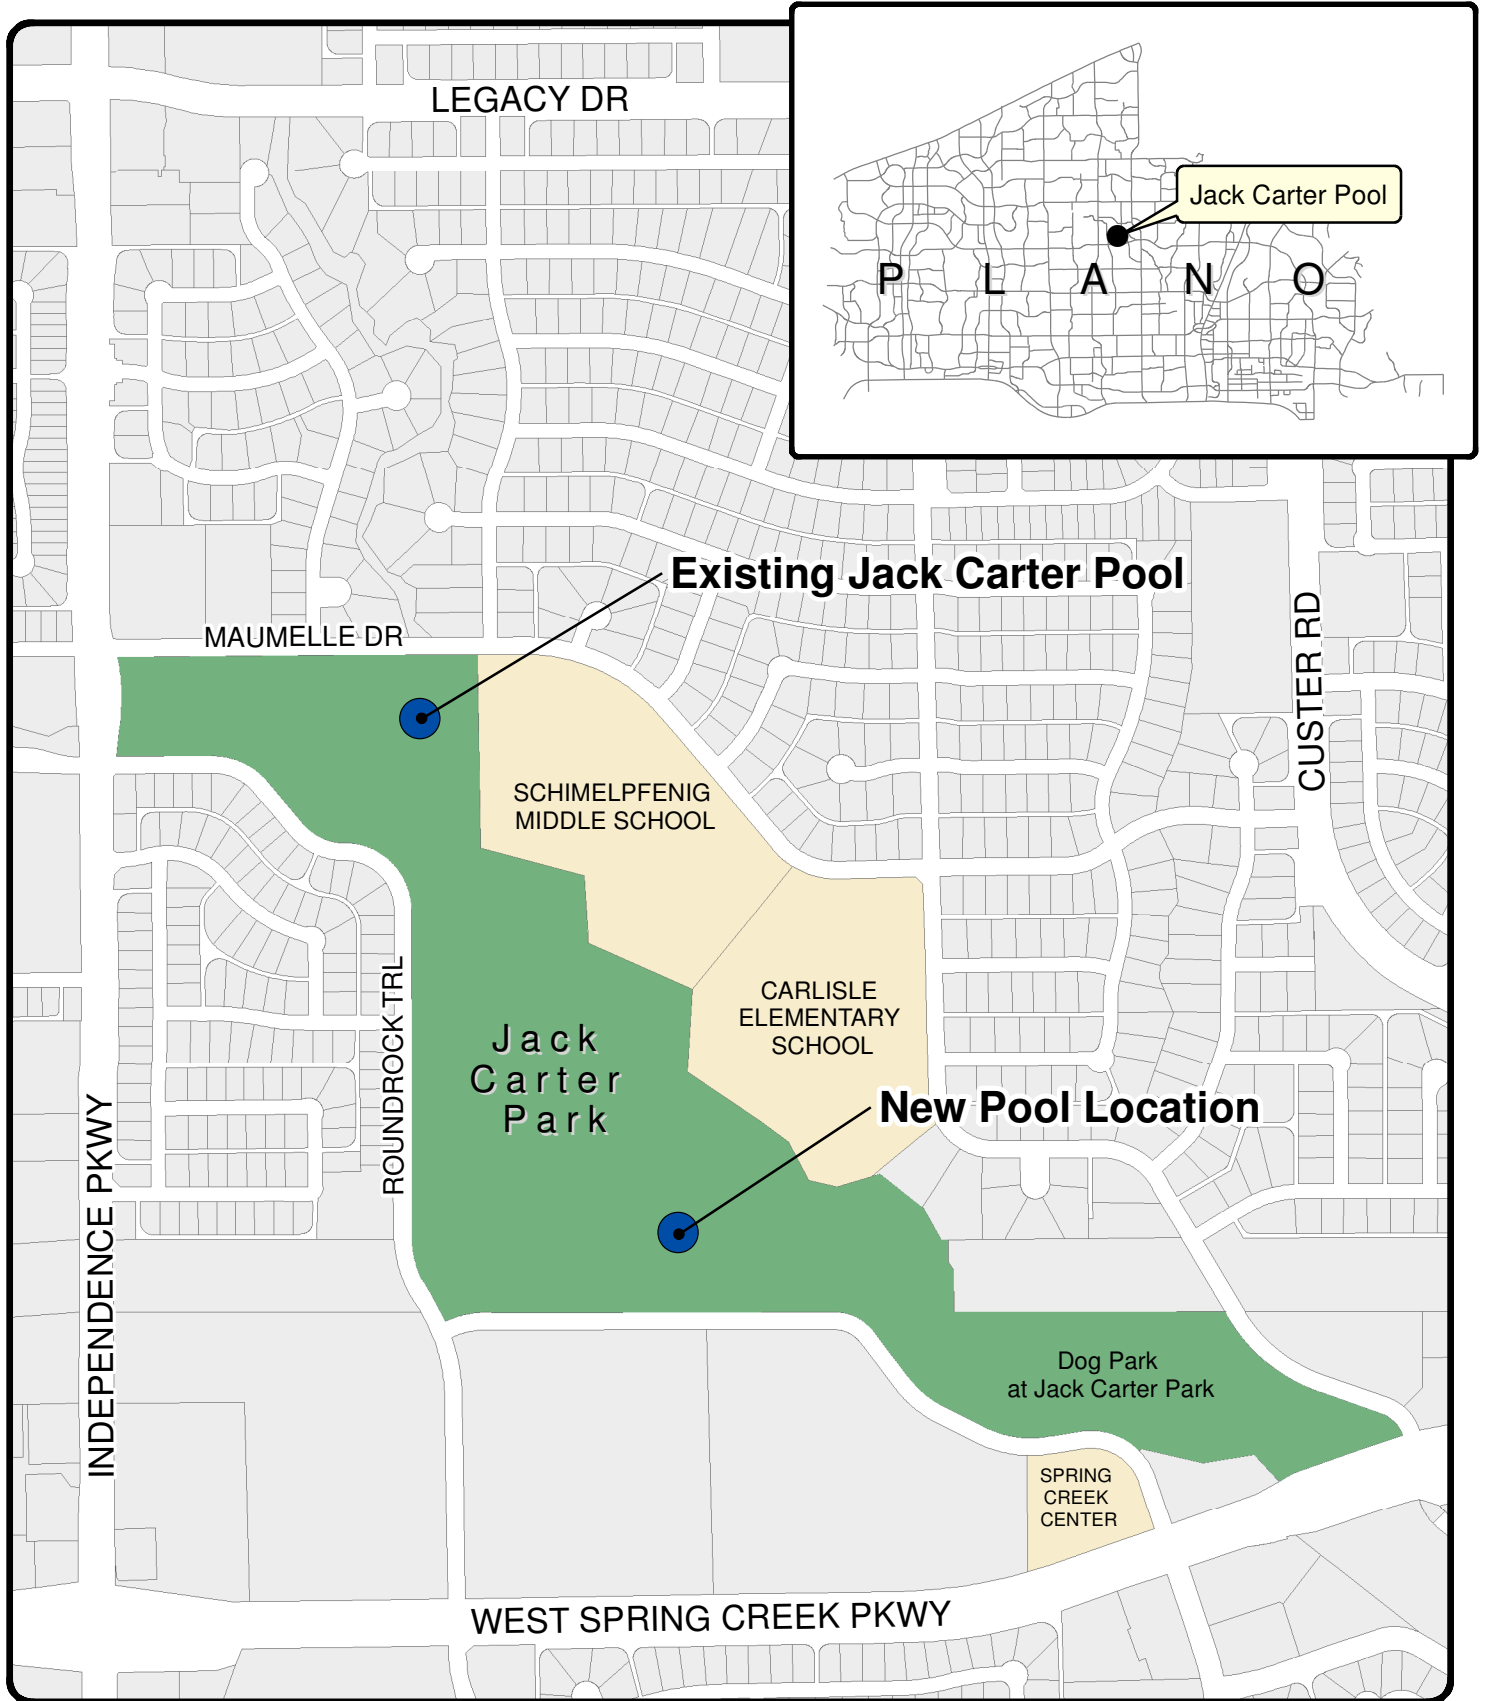 LEGACY DR
Jack Carter Pool
P L A N O
Existing Jack Carter Pool
MAUMELLE DR
CUSTER RD
SCHIMELPFENIG
MIDDLE SCHOOL
CARLISLE
ELEMENTARY
SCHOOL
ROUNDROCK TRL
Jack
Carter
Park
New Pool Location
INDEPENDENCE PKWY
Dog Park
at Jack Carter Park
SPRING
CREEK
CENTER
WEST SPRING CREEK PKWY